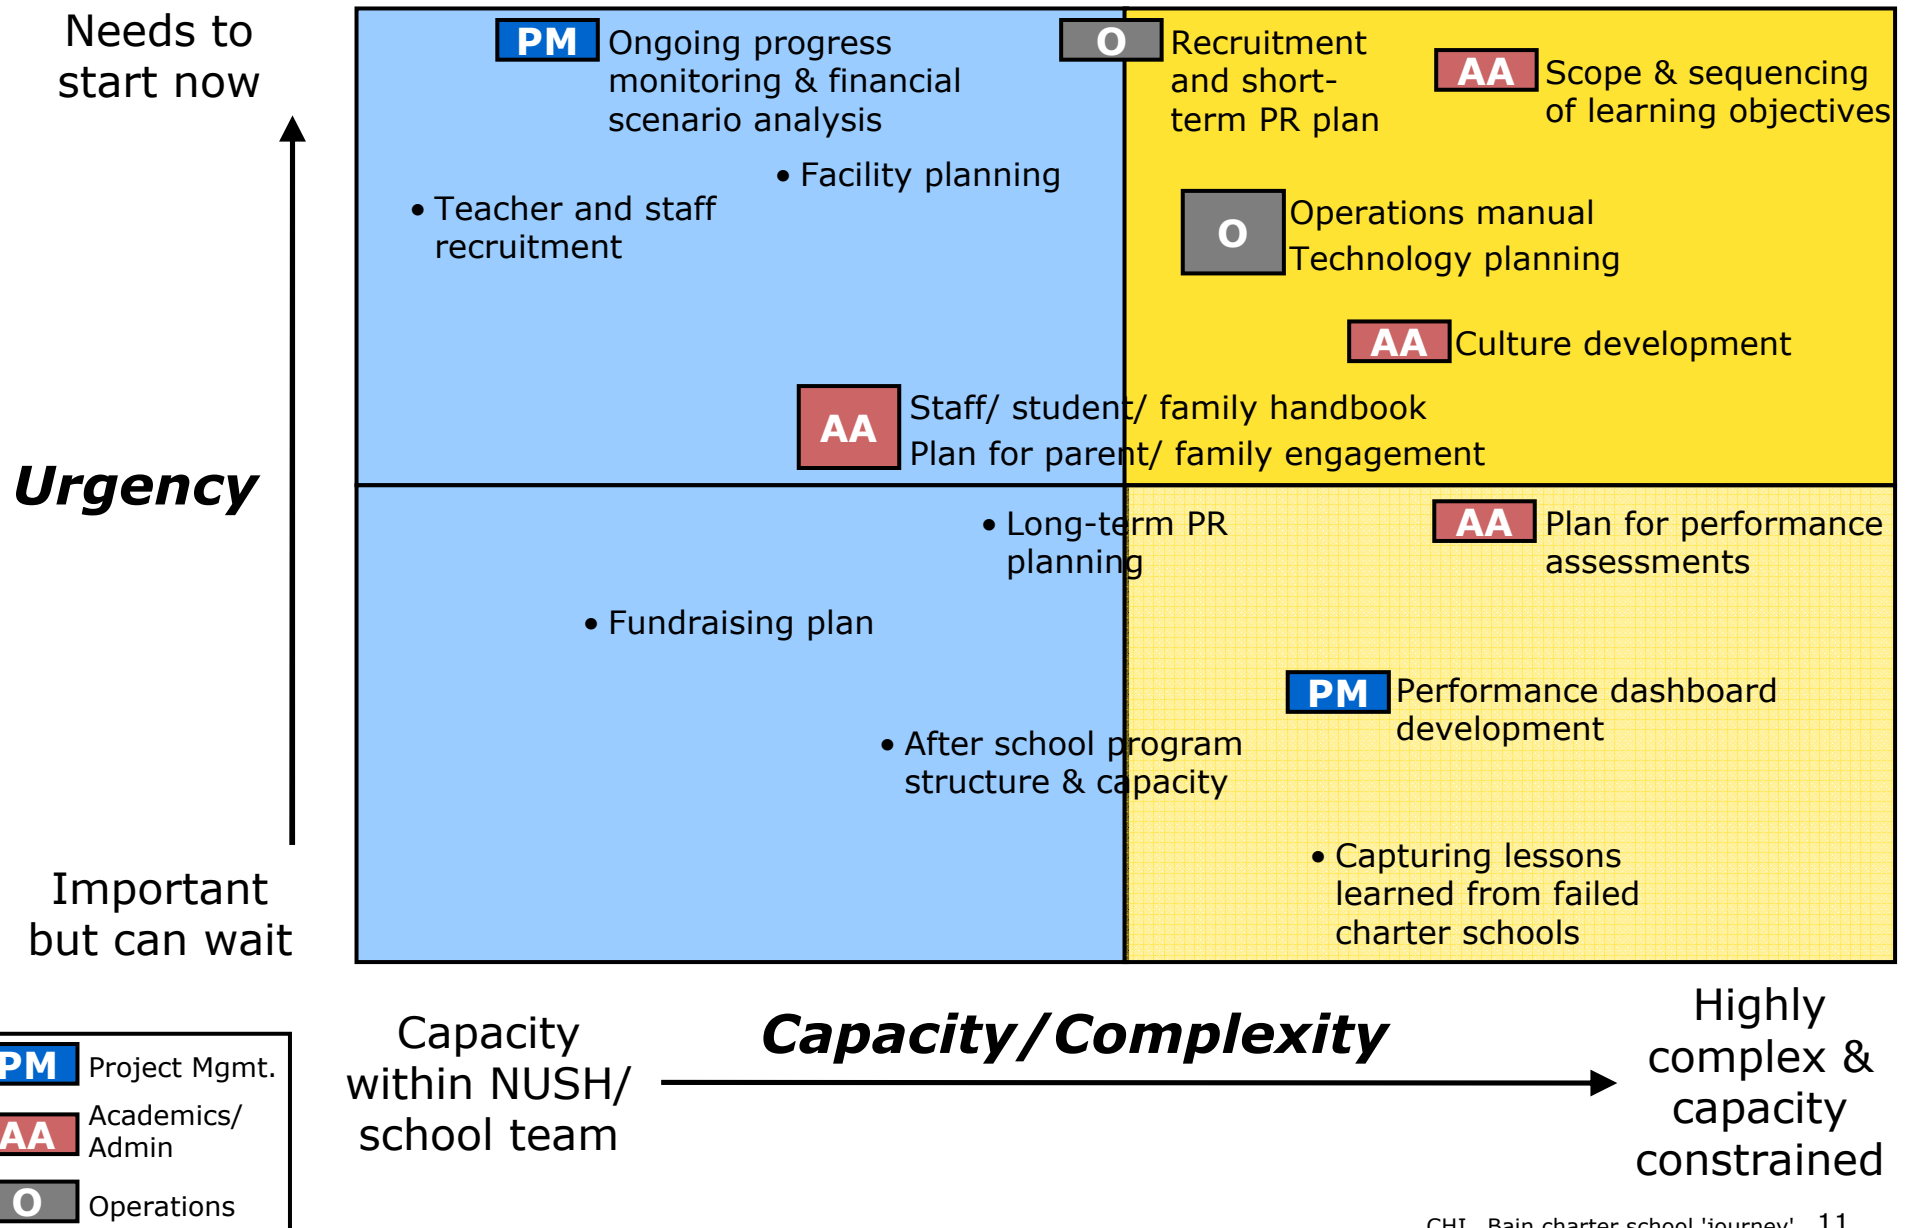 Needs to
start now
Urgency
Important
but can wait
PM Ongoing progress
monitoring & financial
scenario analysis
• Facility planning
• Teacher and staff
recruitment
O Recruitment
and short-
term PR plan
AA Scope & sequencing
of learning objectives
O Operations manual
Technology planning
AA Culture development
AA Staff/ student/ family handbook
Plan for parent/ family engagement
• Long-term PR
planning
• Fundraising plan
• After school program
structure & capacity
AA Plan for performance
assessments
PM Performance dashboard
development
• Capturing lessons
learned from failed
charter schools
Capacity
within NUSH/
school team
Capacity/Complexity
Highly
complex &
capacity
constrained
PM Project Mgmt.
AA Academics/
Admin
O Operations
CHI Bain charter school 'journey' 11